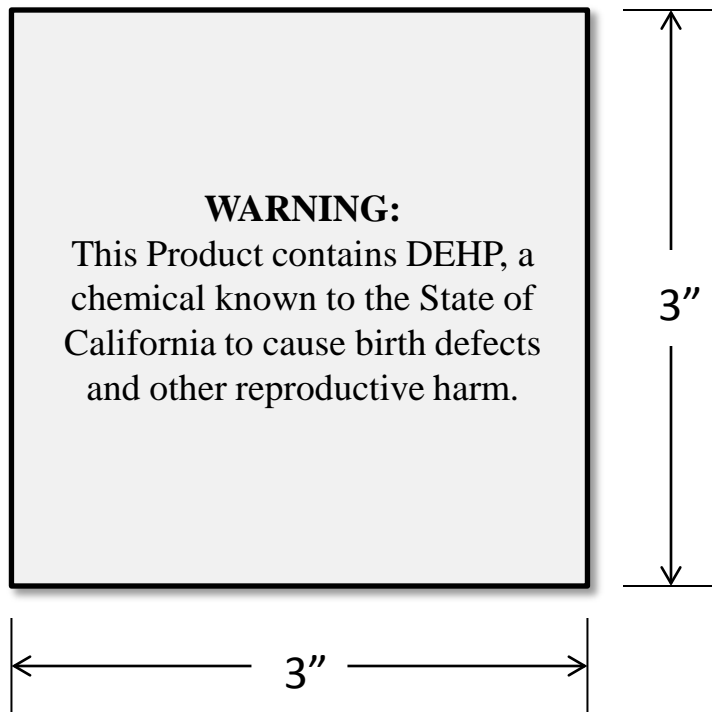 WARNING:
This Product contains DEHP, a
chemical known to the State of
California to cause birth defects
and other reproductive harm.
3”
3”